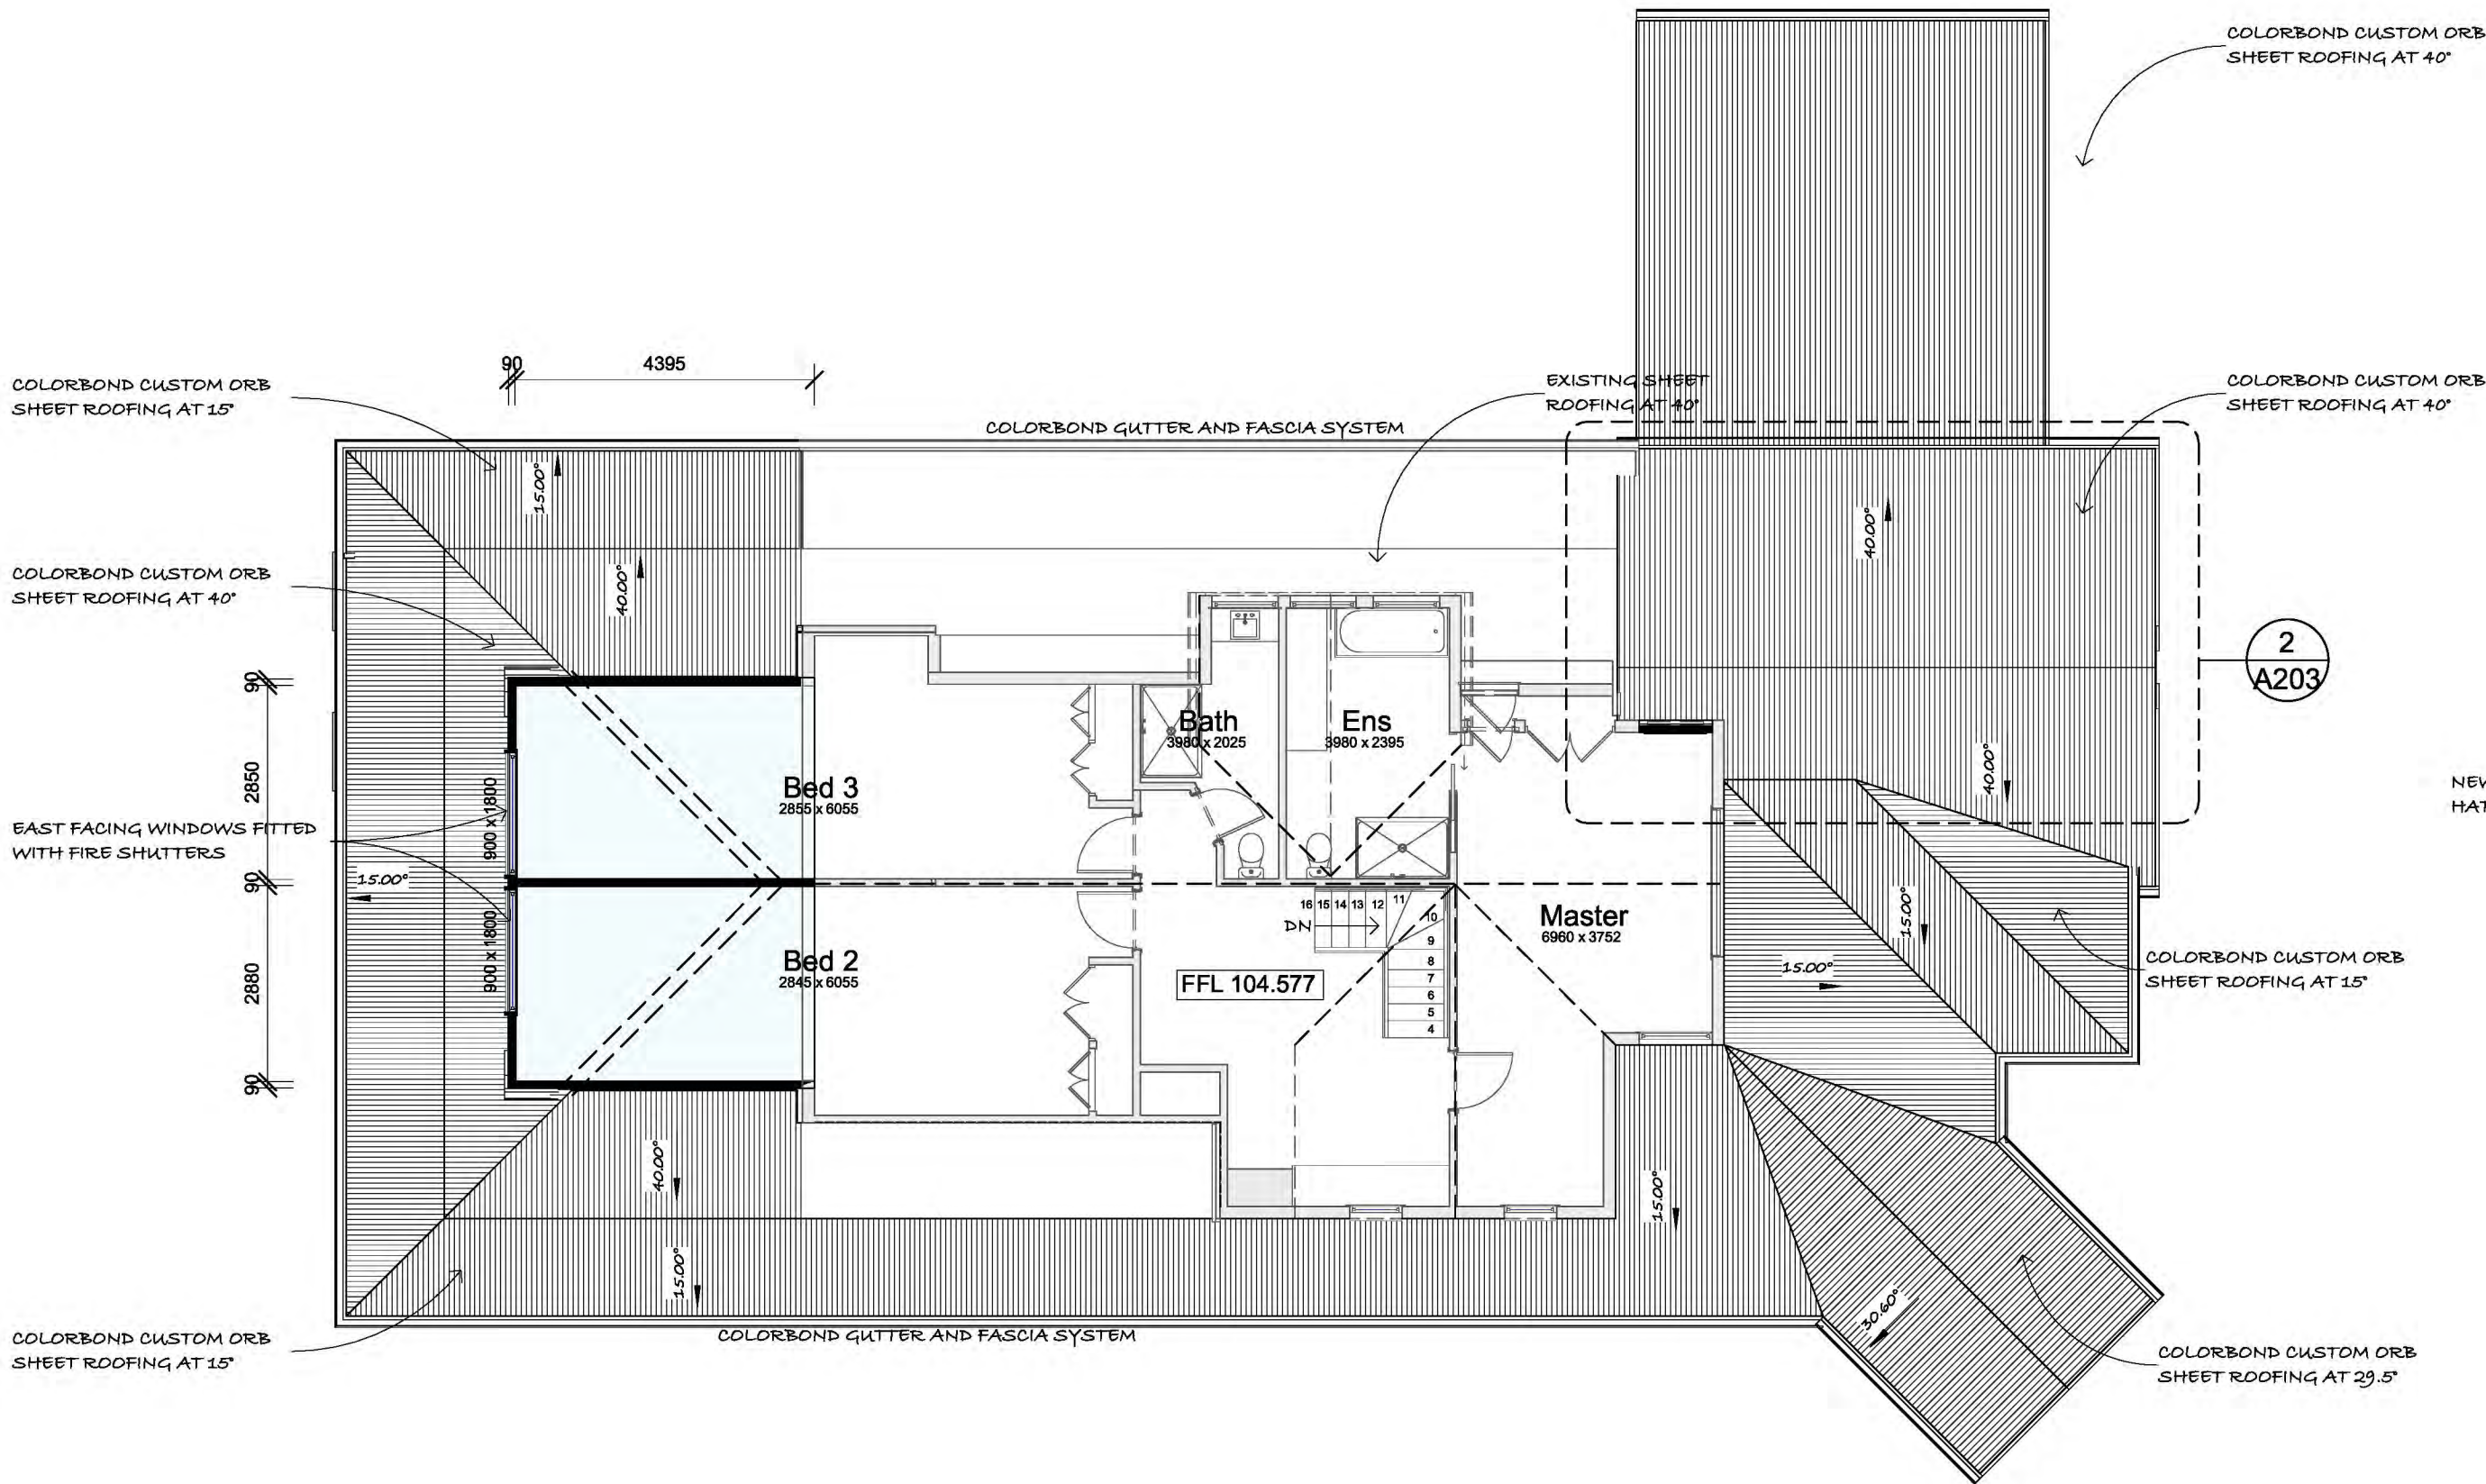 COLORBOND CUSTOM ORB
SHEET ROOFING AT 40°
90
4395
COLORBOND CUSTOM ORB
SHEET ROOFING AT 15°
EXISTING SHEET
ROOFING AT 40°
COLORBOND CUSTOM ORB
SHEET ROOFING AT 40°
COLORBOND GUTTER AND FASCIA SYSTEM
15.00°
40.00°
40.00°
COLORBOND CUSTOM ORB
SHEET ROOFING AT 40°
2
A203
90
2850
90
2880
90
Bath
3980 x 2025
Ens
3980 x 2395
Bed 3
2855 x 6055
900 x 1800
40.00°
NEW
HAT
EAST FACING WINDOWS FITTED
WITH FIRE SHUTTERS
15.00°
900 x 1800
16 15 14 13 12 11
10
9
8
7
6
5
4
DN
Master
6960 x 3752
15.00°
Bed 2
2845 x 6055
FFL 104.577
15.00°
COLORBOND CUSTOM ORB
SHEET ROOFING AT 15°
40.00°
15.00°
15.00°
30.60°
COLORBOND GUTTER AND FASCIA SYSTEM
COLORBOND CUSTOM ORB
SHEET ROOFING AT 15°
COLORBOND CUSTOM ORB
SHEET ROOFING AT 29.5°